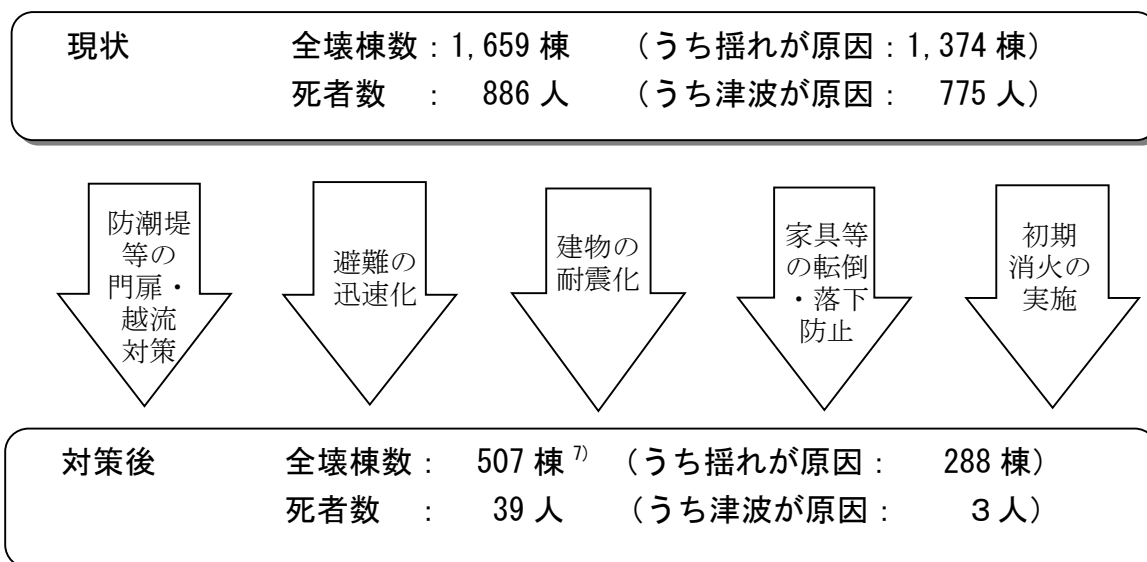 現状 全壊棟数：1,659 棟 （うち揺れが原因：1,374 棟）
死者数 ： 886 人 （うち津波が原因： 775 人）
防潮堤
等の
門扉・
越流
対策
避難の
迅速化
建物の
耐震化
家具等
の転倒
・落下
防止
初期
消火の
実施
対策後 全壊棟数： 507 棟 7) （うち揺れが原因： 288 棟）
死者数 ： 39 人 （うち津波が原因： ３人）